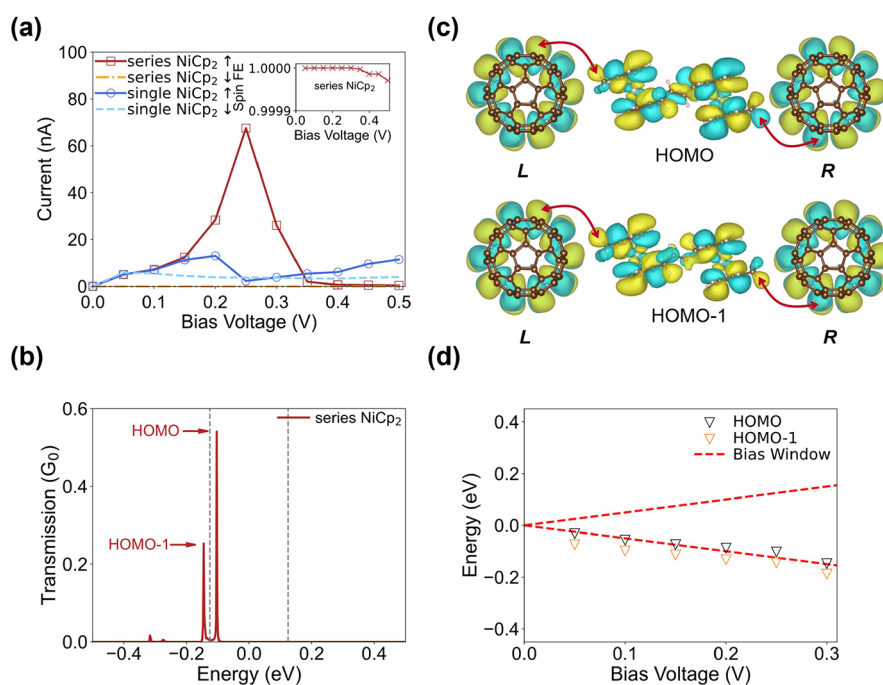 (a)
100
80
60
40
20
0
Current (nA)
series NiCp2 ↑
series NiCp2 ↓
single NiCp2 ↑
single NiCp2 ↓
Spin FE
1.0000
0.9999
series NiCp2
0.0
0.5
Bias Voltage (V)
0.0 0.1 0.2 0.3 0.4 0.5
Bias Voltage (V)
(c)
HOMO
L
R
HOMO-1
L
R
(b)
0.6
0.4
0.2
0.0
Transmission (G0)
series NiCp2
HOMO
HOMO-1
−0.4 −0.2 0.0 0.2 0.4
Energy (eV)
(d)
0.4
0.2
0.0
−0.2
−0.4
Energy (eV)
HOMO
HOMO-1
Bias Window
0.0 0.1 0.2 0.3
Bias Voltage (V)